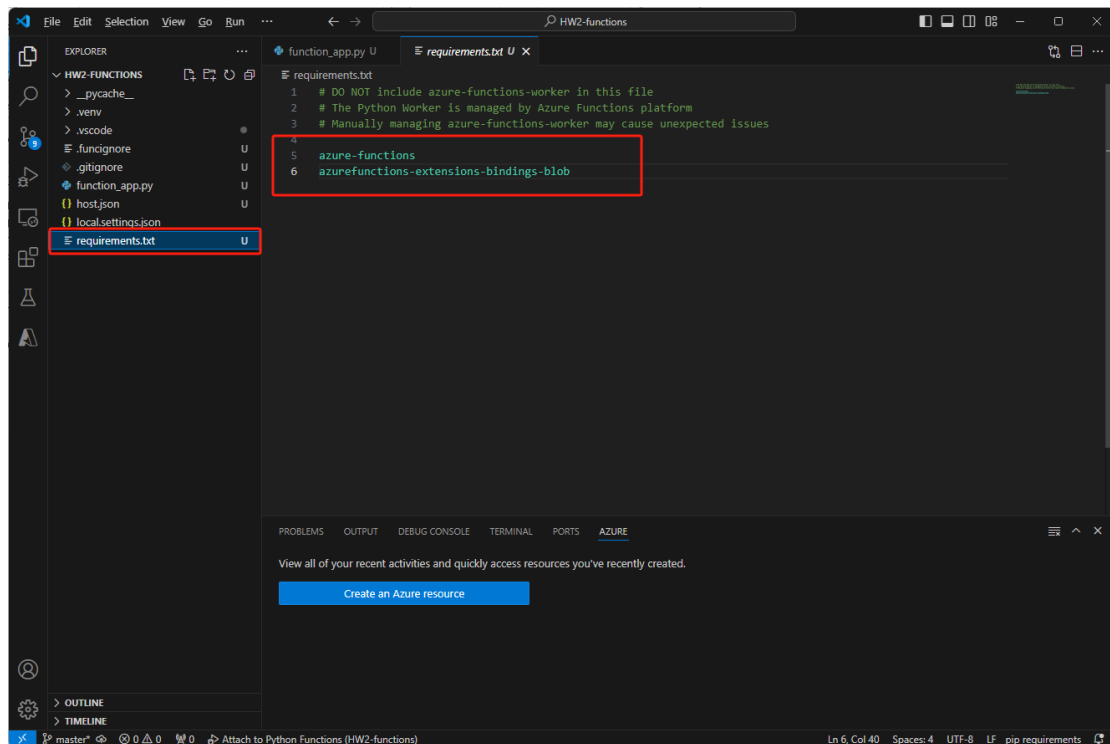 File Edit Selection View Go Run ··· HW2-functions
EXPLORER ···
HW2-FUNCTIONS
__pycache__
.venv
.vscode
.funcignore U
.gitignore U
function_app.py U
host.json U
local.settings.json
requirements.txt U
OUTLINE
TIMELINE
9
function_app.py U requirements.txt U
requirements.txt
1 # DO NOT include azure-functions-worker in this file
2 # The Python Worker is managed by Azure Functions platform
3 # Manually managing azure-functions-worker may cause unexpected issues
4
5 azure-functions
6 azurefunctions-extensions-bindings-blob
PROBLEMS OUTPUT DEBUG CONSOLE TERMINAL PORTS AZURE
View all of your recent activities and quickly access resources you've recently created.
Create an Azure resource
master* 0 0 0 Attach to Python Functions (HW2-functions) Ln 6, Col 40 Spaces: 4 UTF-8 LF pip requirements